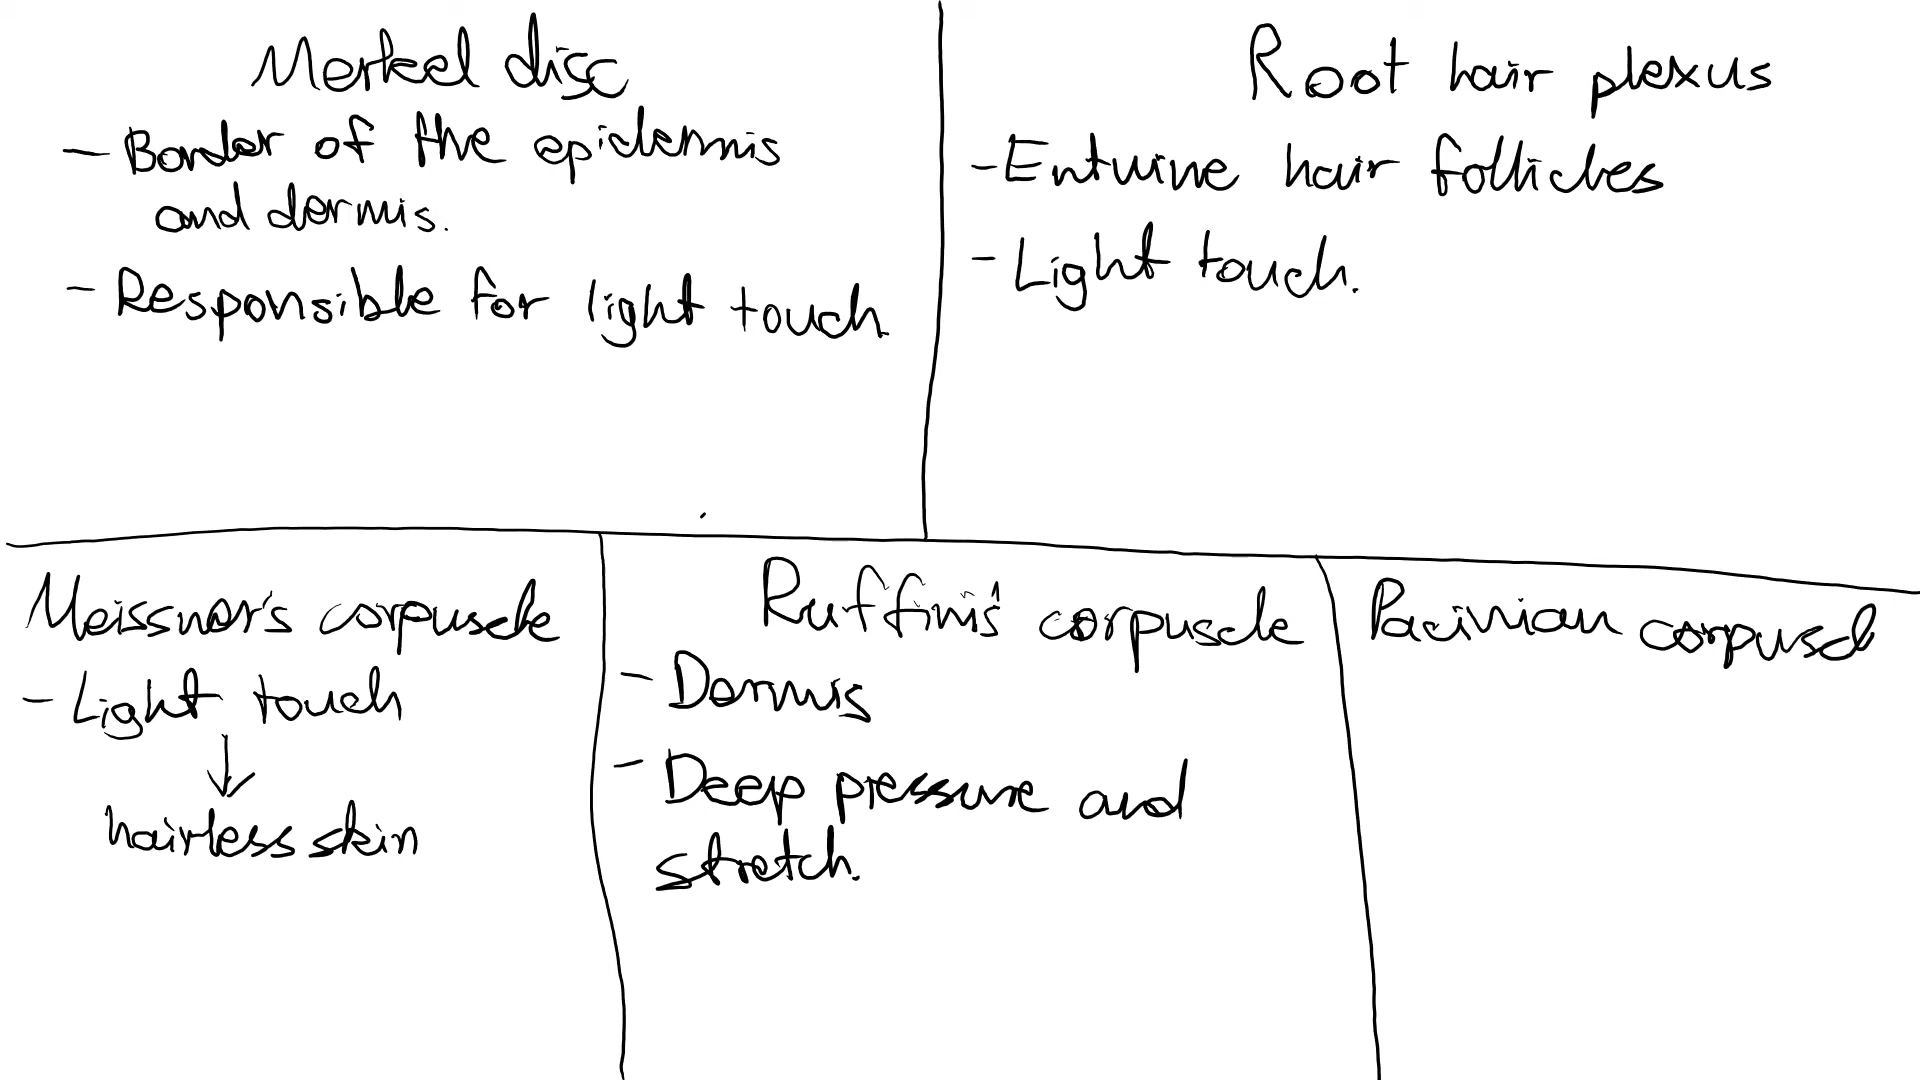 Merkel disc
- Border of the epidermis
and dermis.
- Responsible for light touch
Root hair plexus
- Entwine hair follicles
- Light touch.
Meissner's corpuscle
- Light touch
↓
hairless skin
Ruffini's corpuscle
- Dermis
- Deep pressure and
stretch.
Pacinian corpuscl